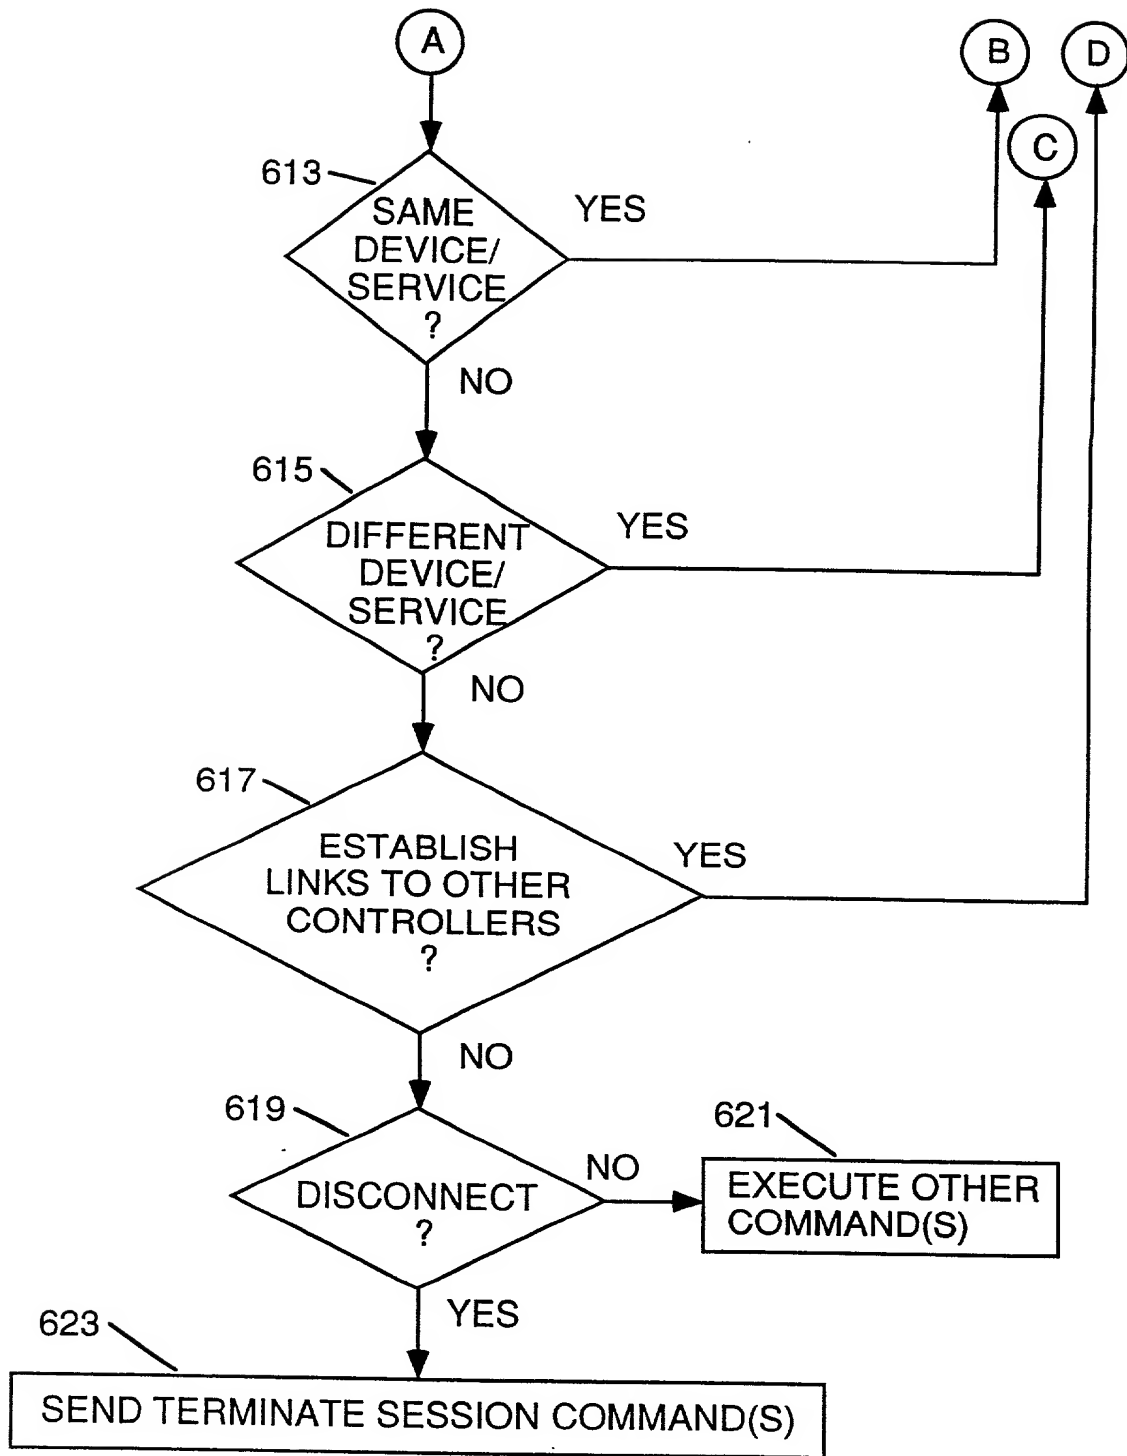 A
B
D
C
613
SAME
DEVICE/
SERVICE
?
YES
NO
615
DIFFERENT
DEVICE/
SERVICE
?
YES
NO
617
ESTABLISH
LINKS TO OTHER
CONTROLLERS
?
YES
NO
619
DISCONNECT
?
NO
621
EXECUTE OTHER
COMMAND(S)
YES
623
SEND TERMINATE SESSION COMMAND(S)